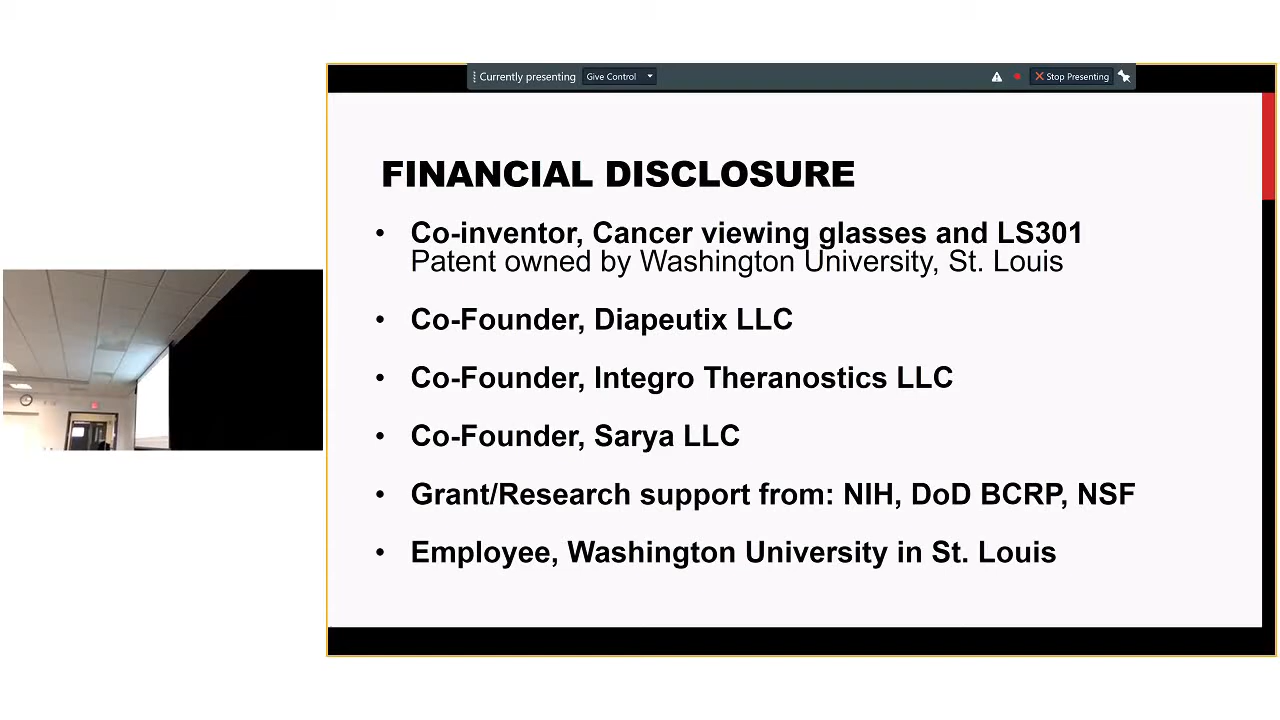 Currently presenting
Give Control
Stop Presenting
FINANCIAL DISCLOSURE
• Co-inventor, Cancer viewing glasses and LS301
Patent owned by Washington University, St. Louis
• Co-Founder, Diapeutix LLC
• Co-Founder, Integro Theranostics LLC
• Co-Founder, Sarya LLC
• Grant/Research support from: NIH, DoD BCRP, NSF
• Employee, Washington University in St. Louis